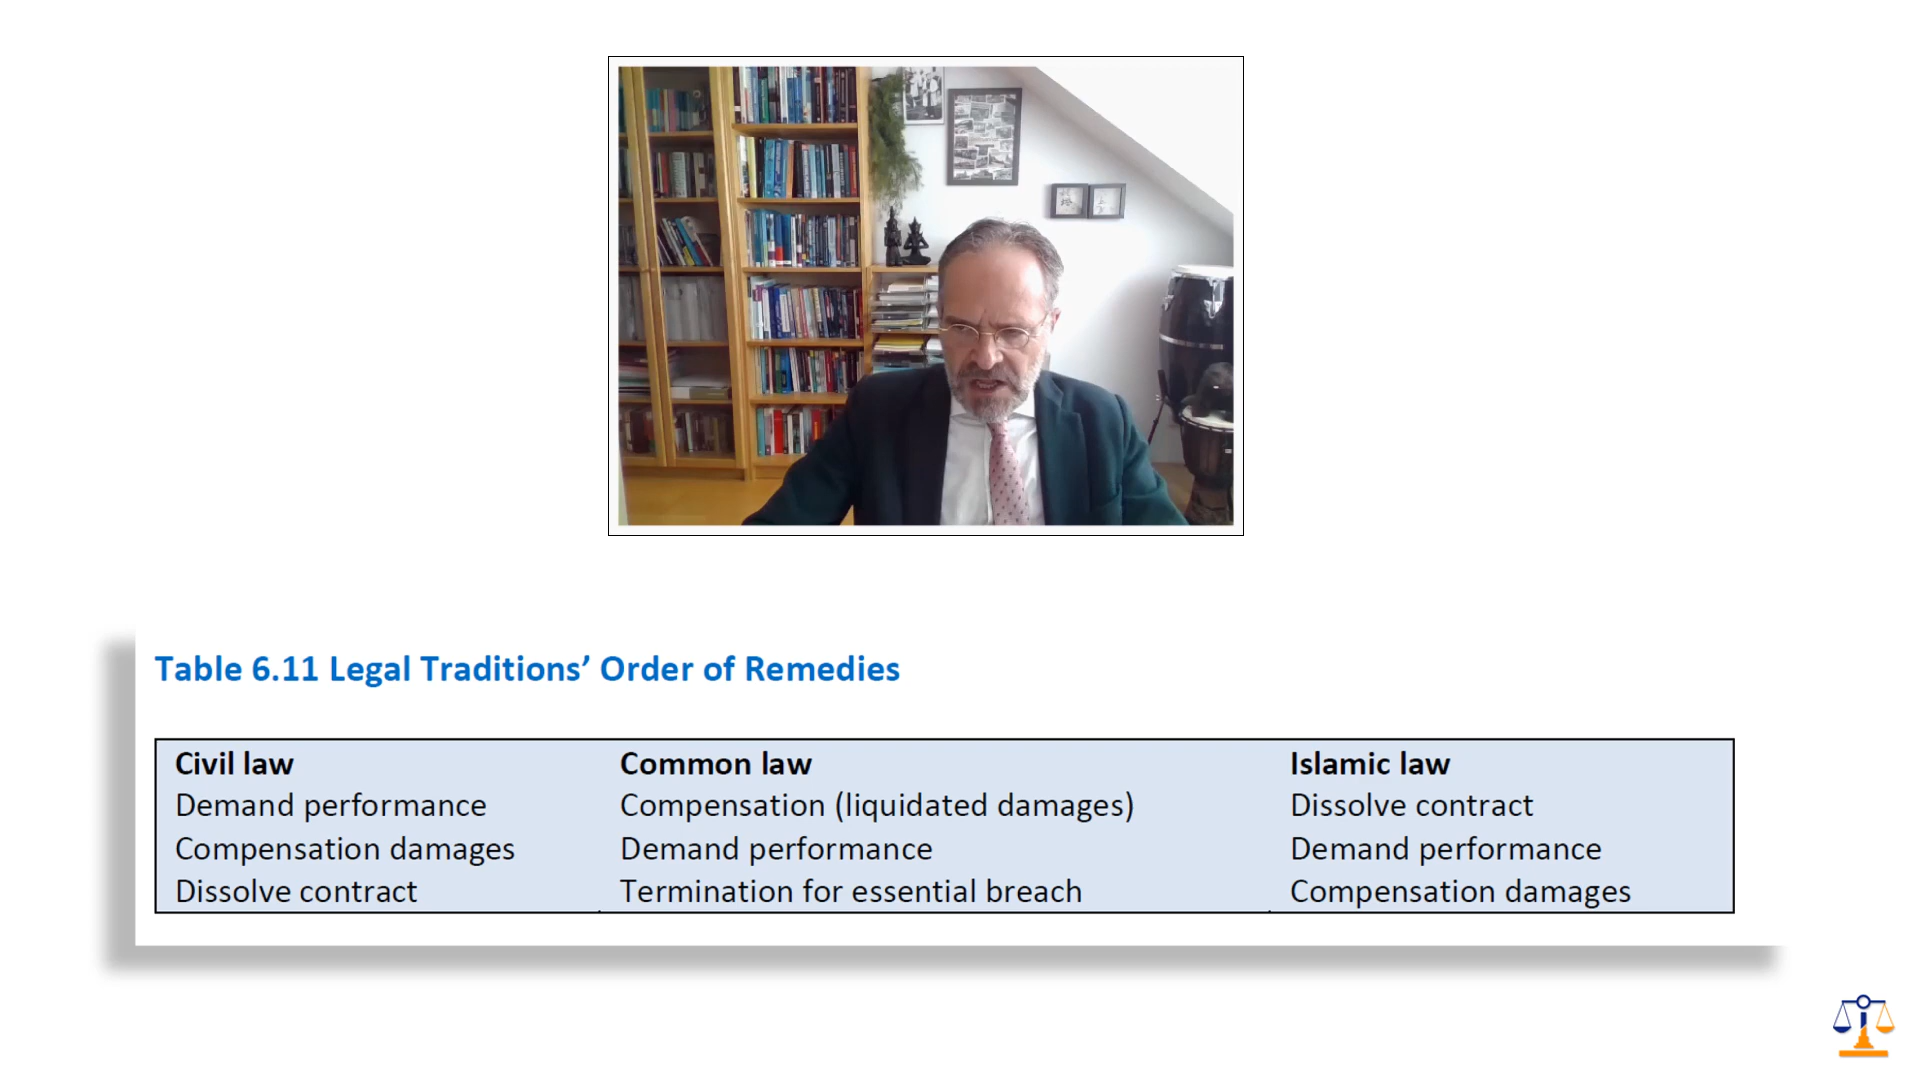 Table 6.11 Legal Traditions’ Order of Remedies
Civil law Common law Islamic law
Demand performance Compensation (liquidated damages) Dissolve contract
Compensation damages Demand performance Demand performance
Dissolve contract Termination for essential breach Compensation damages